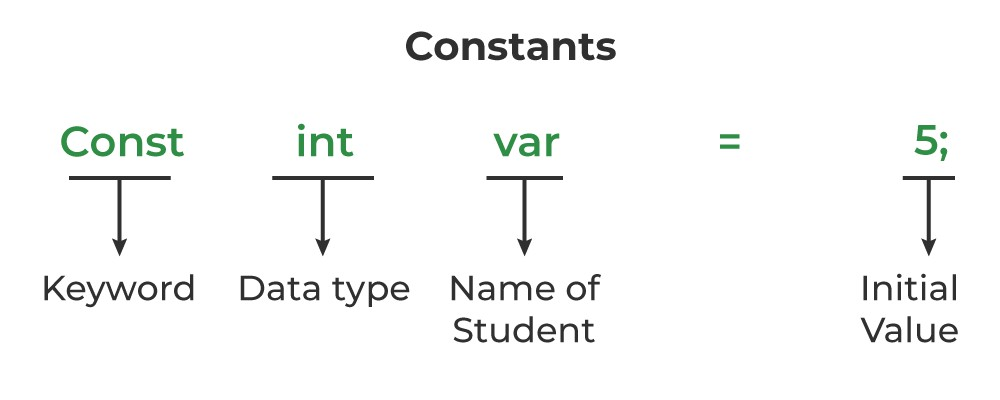 Constants
Const int var = 5;
Keyword Data type Name of Initial
Student Value